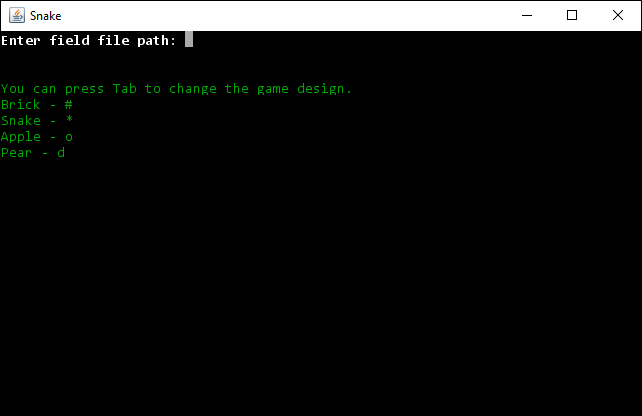 Snake
Enter field file path:
You can press Tab to change the game design.
Brick - #
Snake - *
Apple - o
Pear - d